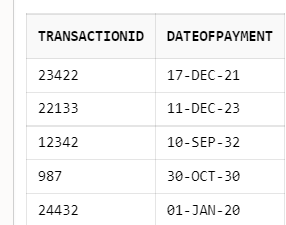 TRANSACTIONID DATEOFPAYMENT
23422 17-DEC-21
22133 11-DEC-23
12342 10-SEP-32
987 30-OCT-30
24432 01-JAN-20